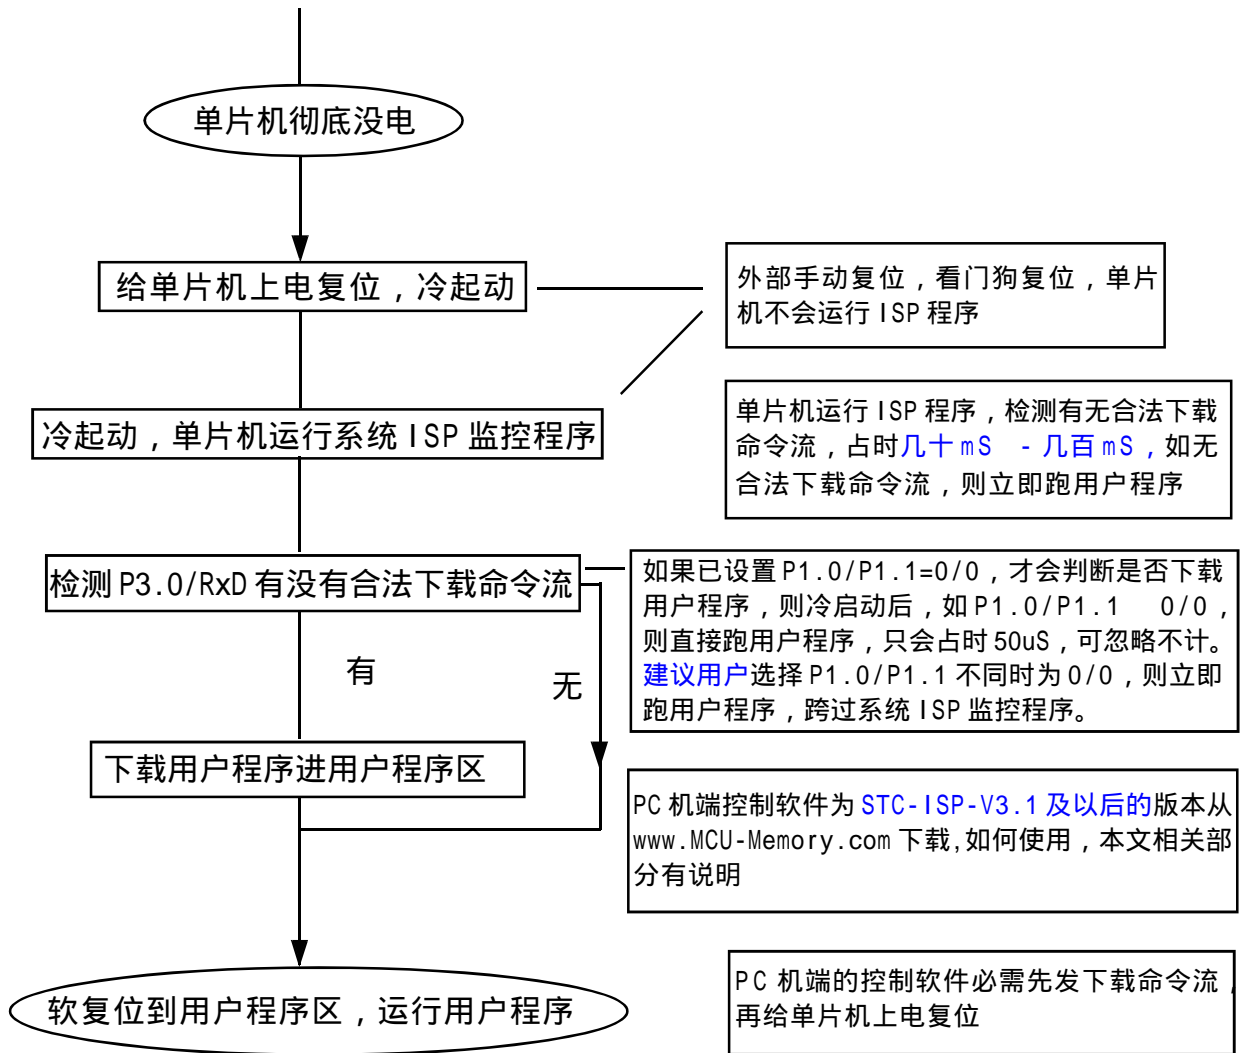 单片机彻底没电
给单片机上电复位，冷起动
外部手动复位，看门狗复位，单片
机不会运行 ISP 程序
冷起动，单片机运行系统 ISP 监控程序
单片机运行 ISP 程序，检测有无合法下载
命令流，占时几十 mS - 几百 mS，如无
合法下载命令流，则立即跑用户程序
检测 P3.0/RxD 有没有合法下载命令流
如果已设置 P1.0/P1.1=0/0，才会判断是否下载
用户程序，则冷启动后，如 P1.0/P1.1 0/0，
则直接跑用户程序，只会占时 50uS，可忽略不计。
建议用户选择 P1.0/P1.1 不同时为 0/0，则立即
跑用户程序，跨过系统 ISP 监控程序。
有
无
下载用户程序进用户程序区
PC 机端控制软件为 STC-ISP-V3.1 及以后的版本从
www.MCU-Memory.com 下载,如何使用，本文相关部
分有说明
软复位到用户程序区，运行用户程序
PC 机端的控制软件必需先发下载命令流，
再给单片机上电复位